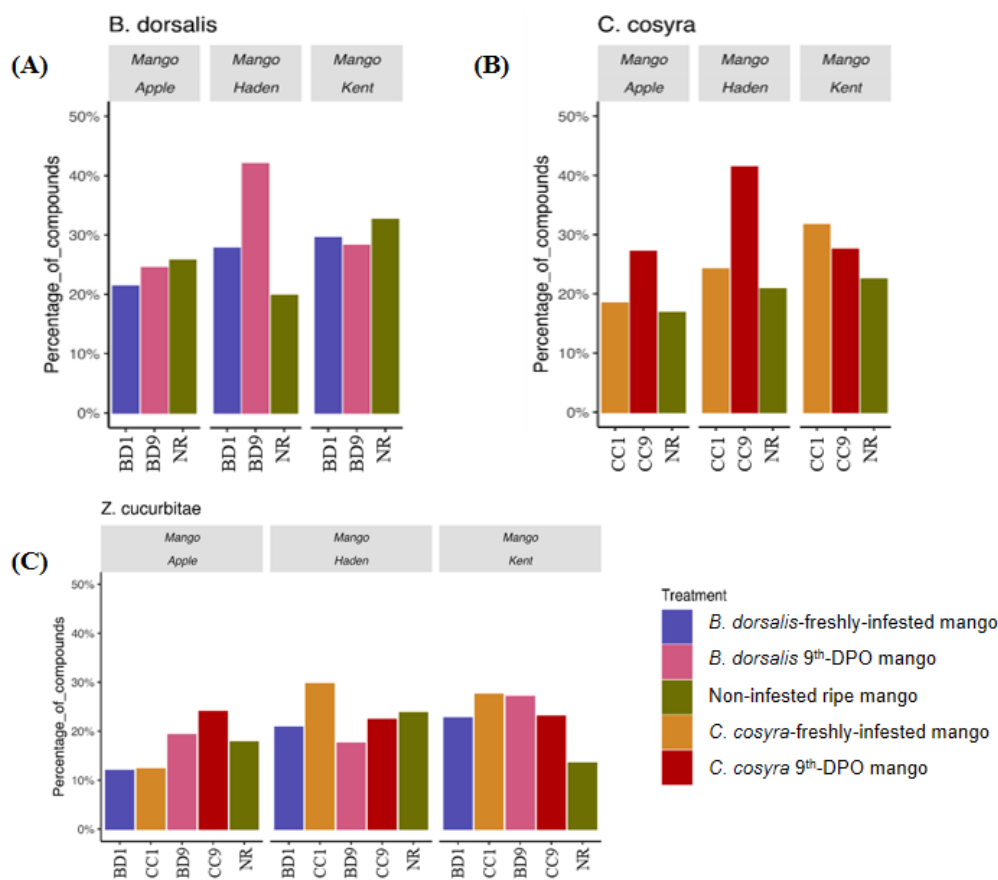 B. dorsalis
(A)
Mango Mango Mango
Apple Haden Kent
Percentage_of_compounds
50%
40%
30%
20%
10%
0%
BD1 BD9 NR BD1 BD9 NR BD1 BD9 NR
C. cosyra
(B)
Mango Mango Mango
Apple Haden Kent
Percentage_of_compounds
50%
40%
30%
20%
10%
0%
CC1 CC9 NR CC1 CC9 NR CC1 CC9 NR
Z. cucurbitae
(C)
Mango Mango Mango
Apple Haden Kent
Percentage_of_compounds
50%
40%
30%
20%
10%
0%
BD1 CC1 BD9 CC9 NR BD1 CC1 BD9 CC9 NR BD1 CC1 BD9 CC9 NR
Treatment
B. dorsalis-freshly-infested mango
B. dorsalis 9th-DPO mango
Non-infested ripe mango
C. cosyra-freshly-infested mango
C. cosyra 9th-DPO mango